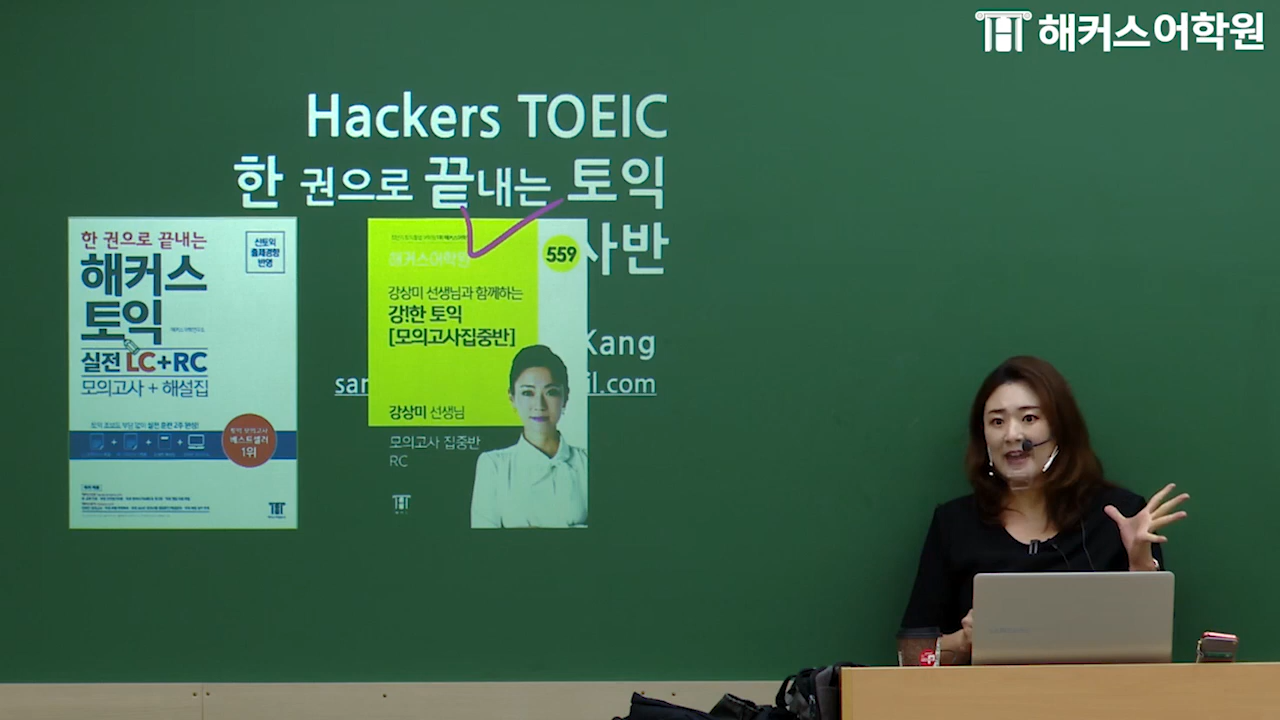 해커스어학원
Hackers TOEIC
한 권으로 끝내는 토익
사반
Kang
san
il.com
한 권으로 끝내는
해커스
토익
신토익
출제경향
반영
실전 LC+RC
모의고사 + 해설집
토익 모의고사
베스트셀러
1위
해커스어학원
559
강상미 선생님과 함께하는
강!한 토익
[모의고사집중반]
강상미 선생님
모의고사 집중반
RC